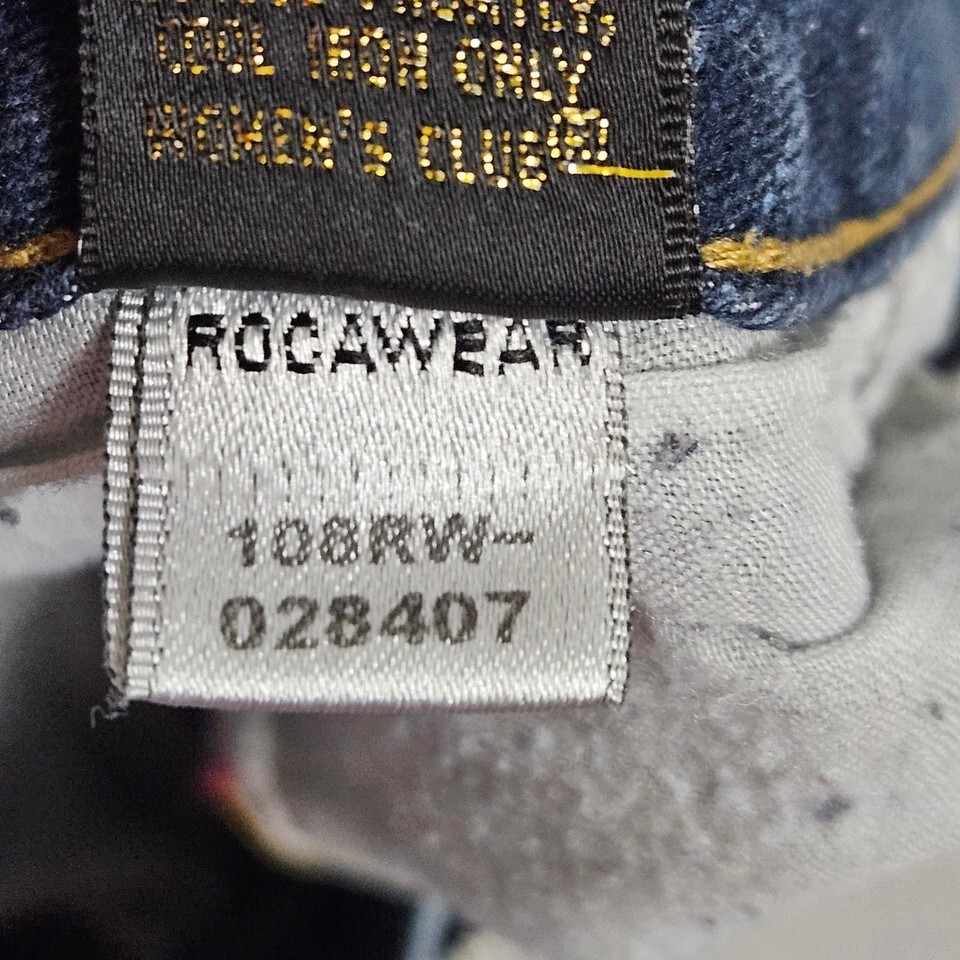 COOL IRON ONLY
WOMEN'S CLUB
ROCAWEAR
108RW-
028407